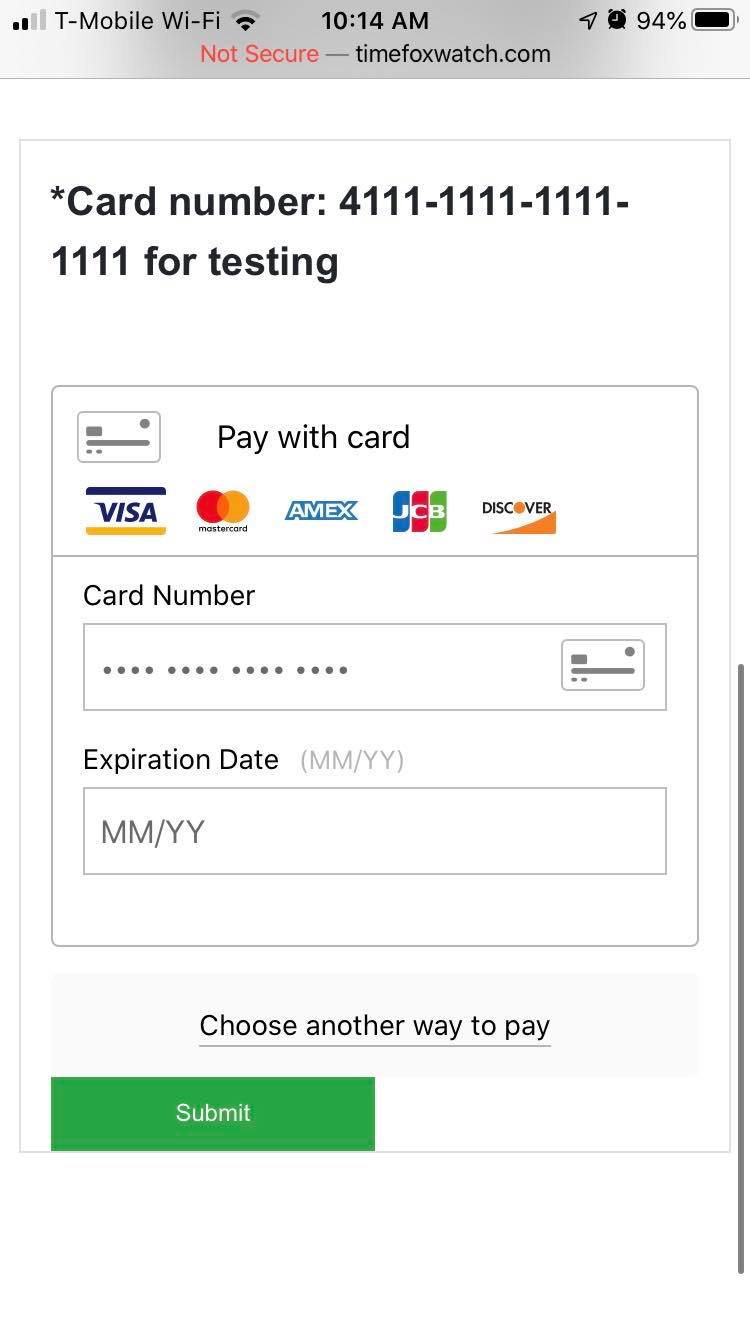 T-Mobile Wi-Fi 10:14 AM 94%
Not Secure — timefoxwatch.com
*Card number: 4111-1111-1111-
1111 for testing
Pay with card
VISA mastercard AMEX JCB DISCOVER
Card Number
•••• •••• •••• ••••
Expiration Date (MM/YY)
MM/YY
Choose another way to pay
Submit